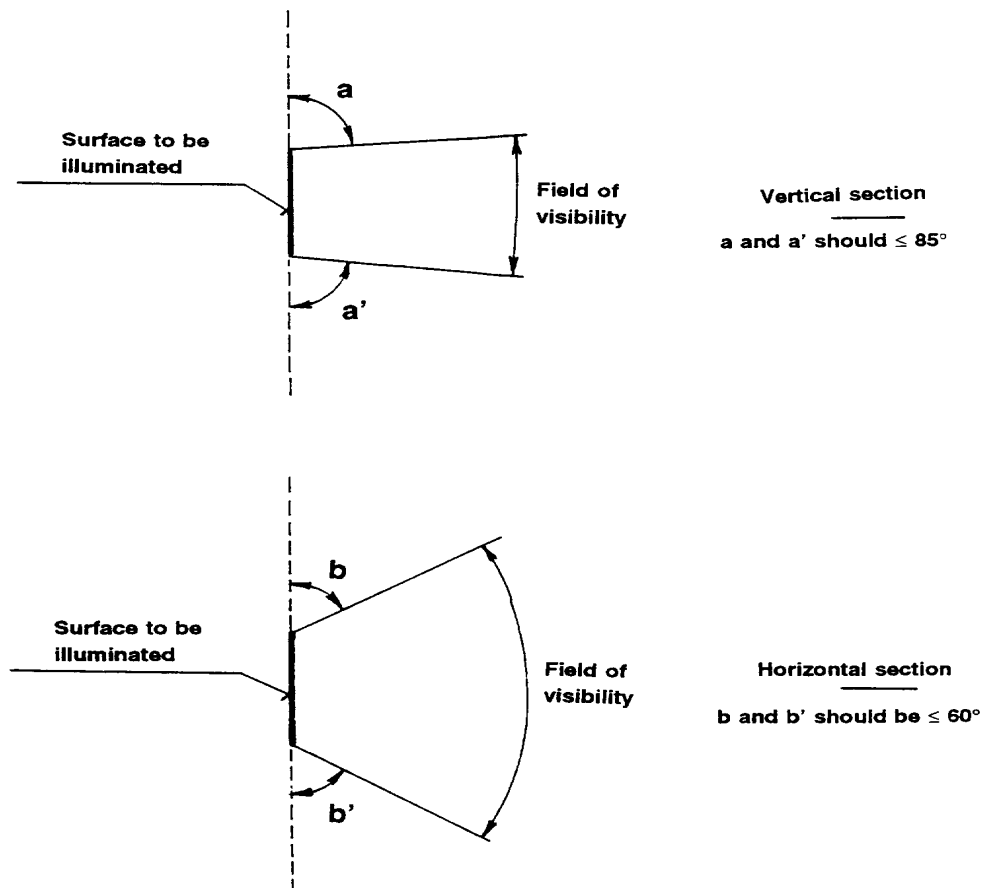 a
Surface to be
illuminated
Field of
visibility
Vertical section
a and a' should ≤ 85°
a'
b
Surface to be
illuminated
Field of
visibility
Horizontal section
b and b' should be ≤ 60°
b'